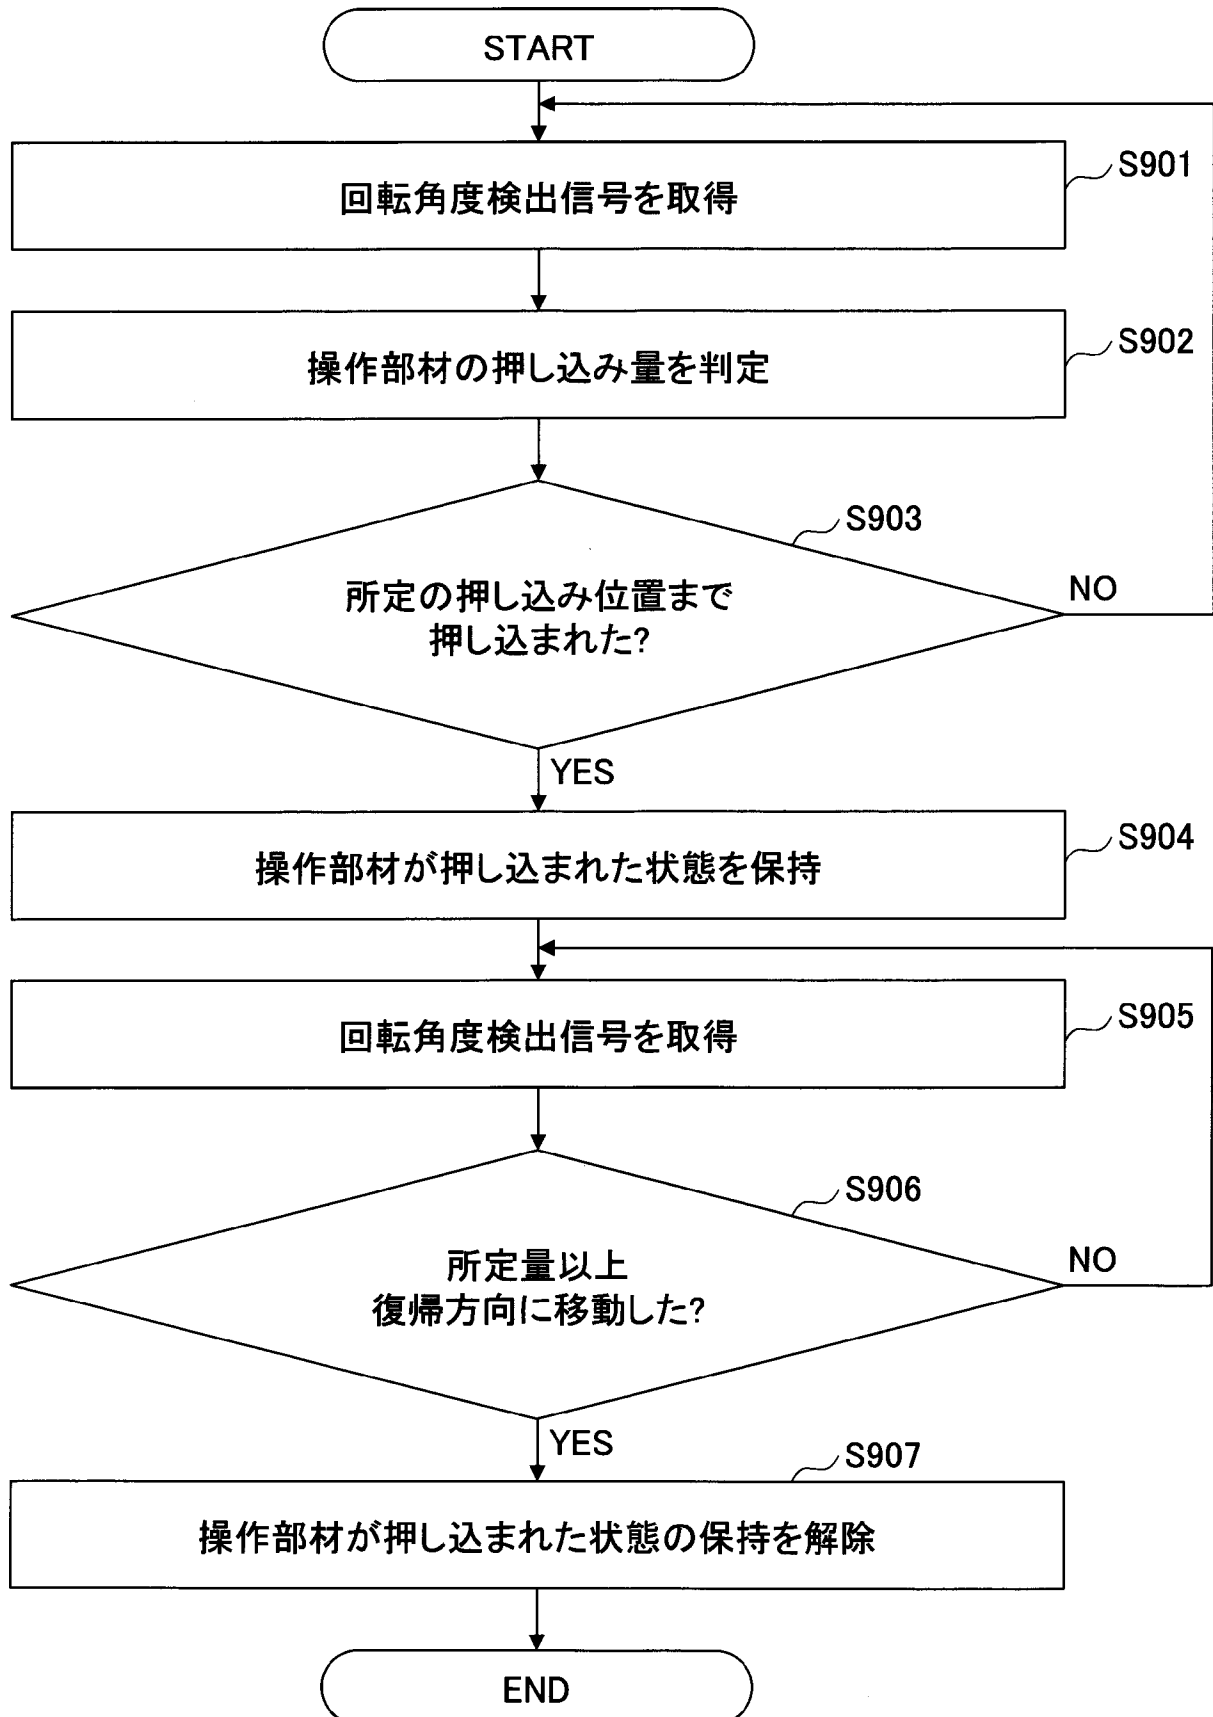 START
回転角度検出信号を取得
S901
操作部材の押し込み量を判定
S902
S903
所定の押し込み位置まで
押し込まれた?
NO
YES
操作部材が押し込まれた状態を保持
S904
回転角度検出信号を取得
S905
S906
所定量以上
復帰方向に移動した?
NO
YES
S907
操作部材が押し込まれた状態の保持を解除
END